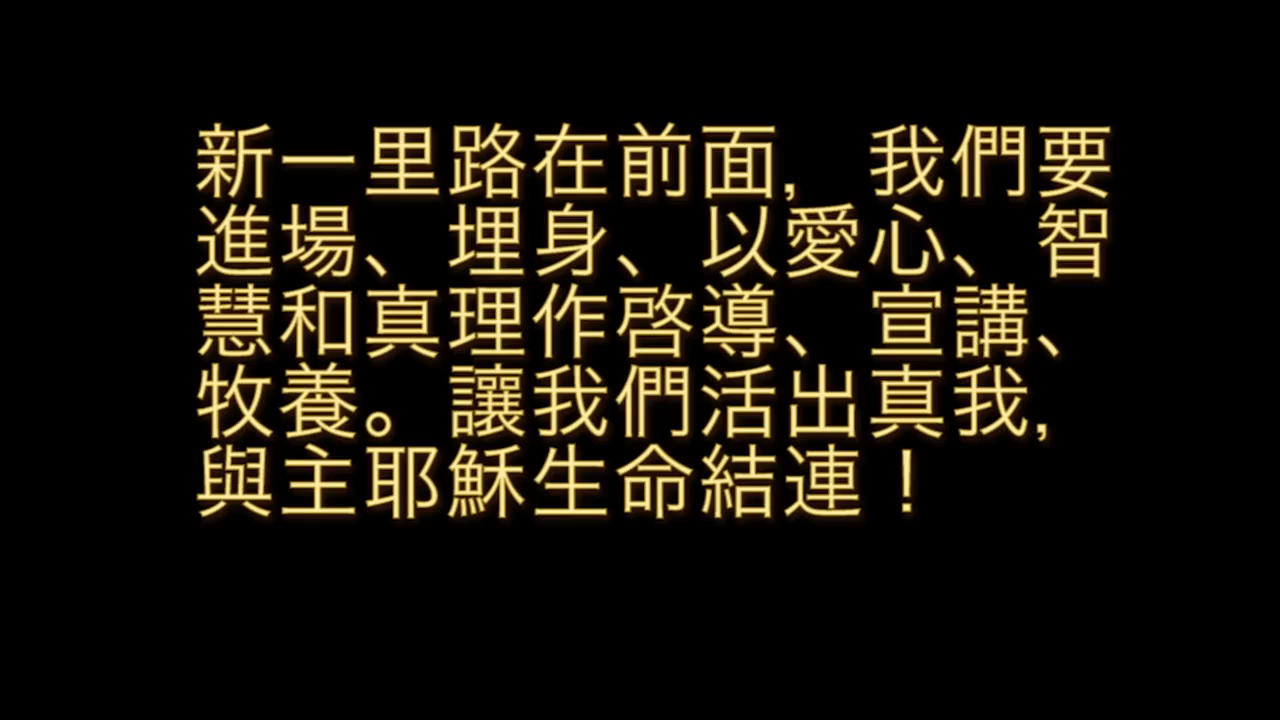 新一里路在前面, 我們要
進場、埋身、以愛心、智
慧和真理作啓導、宣講、
牧養。讓我們活出真我,
與主耶穌生命結連！